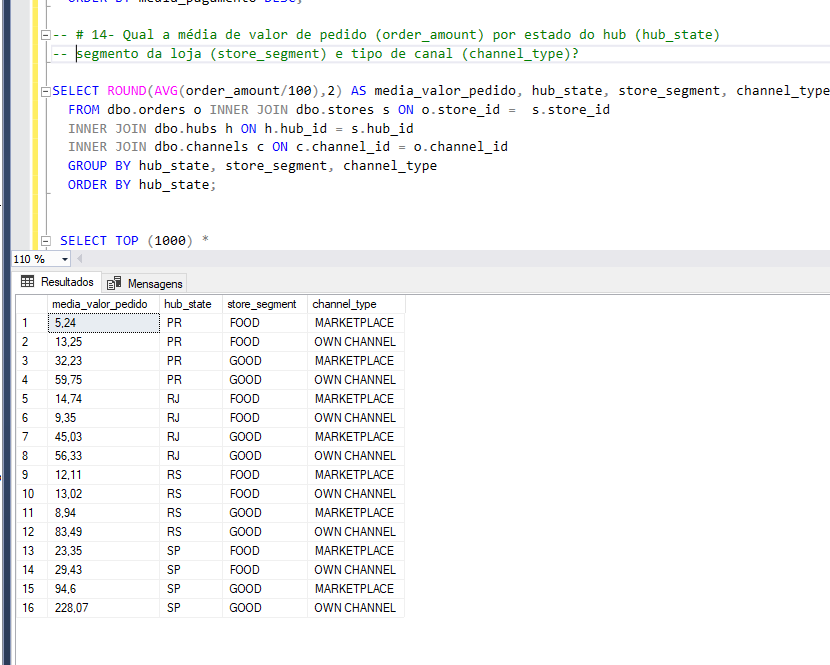 ORDER BY media_pagamento DESC;
-- # 14- Qual a média de valor de pedido (order_amount) por estado do hub (hub_state)
-- segmento da loja (store_segment) e tipo de canal (channel_type)?
SELECT ROUND(AVG(order_amount/100),2) AS media_valor_pedido, hub_state, store_segment, channel_type
FROM dbo.orders o INNER JOIN dbo.stores s ON o.store_id =  s.store_id
INNER JOIN dbo.hubs h ON h.hub_id = s.hub_id
INNER JOIN dbo.channels c ON c.channel_id = o.channel_id
GROUP BY hub_state, store_segment, channel_type
ORDER BY hub_state;
SELECT TOP (1000) *
110 %
Resultados Mensagens
media_valor_pedido hub_state store_segment channel_type
1 5,24 PR FOOD MARKETPLACE
2 13,25 PR FOOD OWN CHANNEL
3 32,23 PR GOOD MARKETPLACE
4 59,75 PR GOOD OWN CHANNEL
5 14,74 RJ FOOD MARKETPLACE
6 9,35 RJ FOOD OWN CHANNEL
7 45,03 RJ GOOD MARKETPLACE
8 56,33 RJ GOOD OWN CHANNEL
9 12,11 RS FOOD MARKETPLACE
10 13,02 RS FOOD OWN CHANNEL
11 8,94 RS GOOD MARKETPLACE
12 83,49 RS GOOD OWN CHANNEL
13 23,35 SP FOOD MARKETPLACE
14 29,43 SP FOOD OWN CHANNEL
15 94,6 SP GOOD MARKETPLACE
16 228,07 SP GOOD OWN CHANNEL